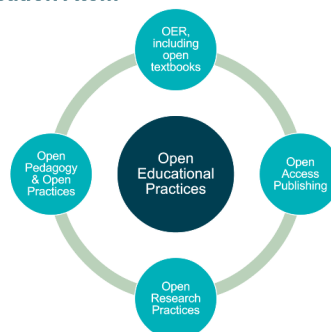 OER,
including
open
textbooks
Open
Pedagogy
& Open
Practices
Open
Educational
Practices
Open
Access
Publishing
Open
Research
Practices